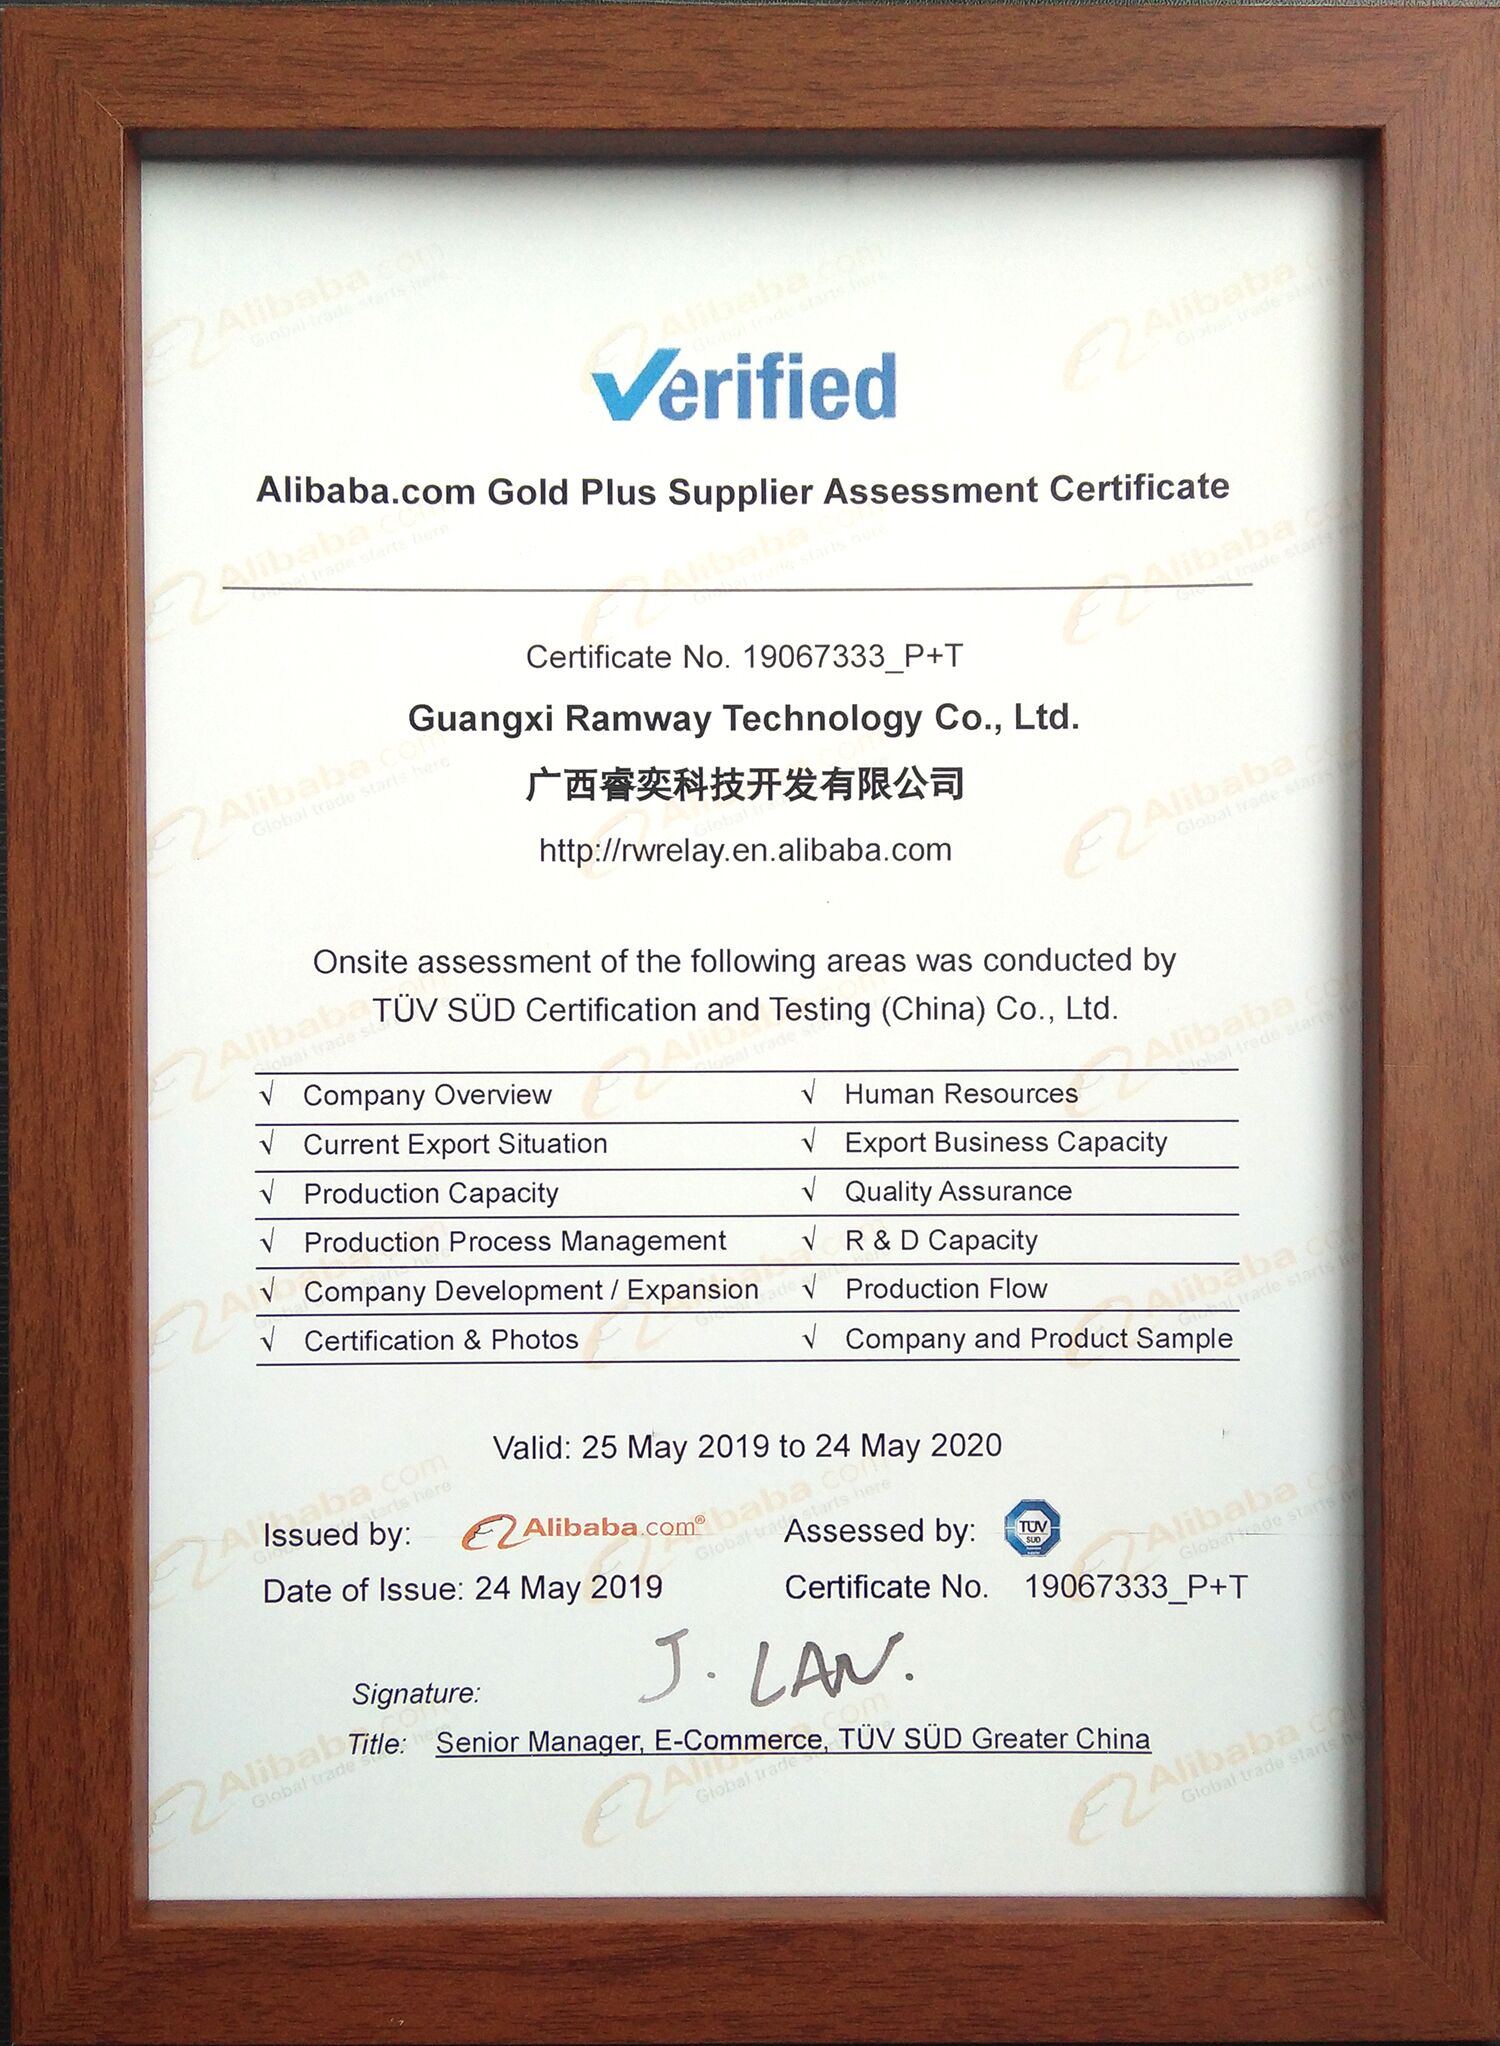 Verified
Alibaba.com Gold Plus Supplier Assessment Certificate
Certificate No. 19067333_P+T
Guangxi Ramway Technology Co., Ltd.
广西睿奕科技开发有限公司
http://rwrelay.en.alibaba.com
Onsite assessment of the following areas was conducted by
TÜV SÜD Certification and Testing (China) Co., Ltd.
√ Company Overview √ Human Resources
√ Current Export Situation √ Export Business Capacity
√ Production Capacity √ Quality Assurance
√ Production Process Management √ R & D Capacity
√ Company Development / Expansion √ Production Flow
√ Certification & Photos √ Company and Product Sample
Valid: 25 May 2019 to 24 May 2020
Issued by: Alibaba.com® Assessed by: TÜV SÜD
Date of Issue: 24 May 2019 Certificate No. 19067333_P+T
Signature: J. LAN.
Title: Senior Manager, E-Commerce, TÜV SÜD Greater China